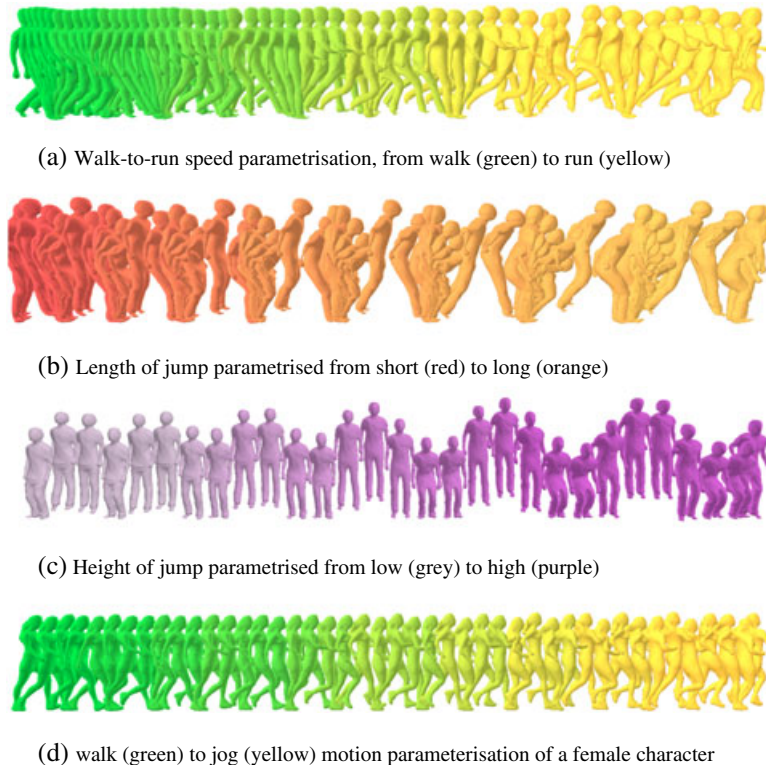 (a) Walk-to-run speed parametrisation, from walk (green) to run (yellow)
(b) Length of jump parametrised from short (red) to long (orange)
(c) Height of jump parametrised from low (grey) to high (purple)
(d) walk (green) to jog (yellow) motion parameterisation of a female character